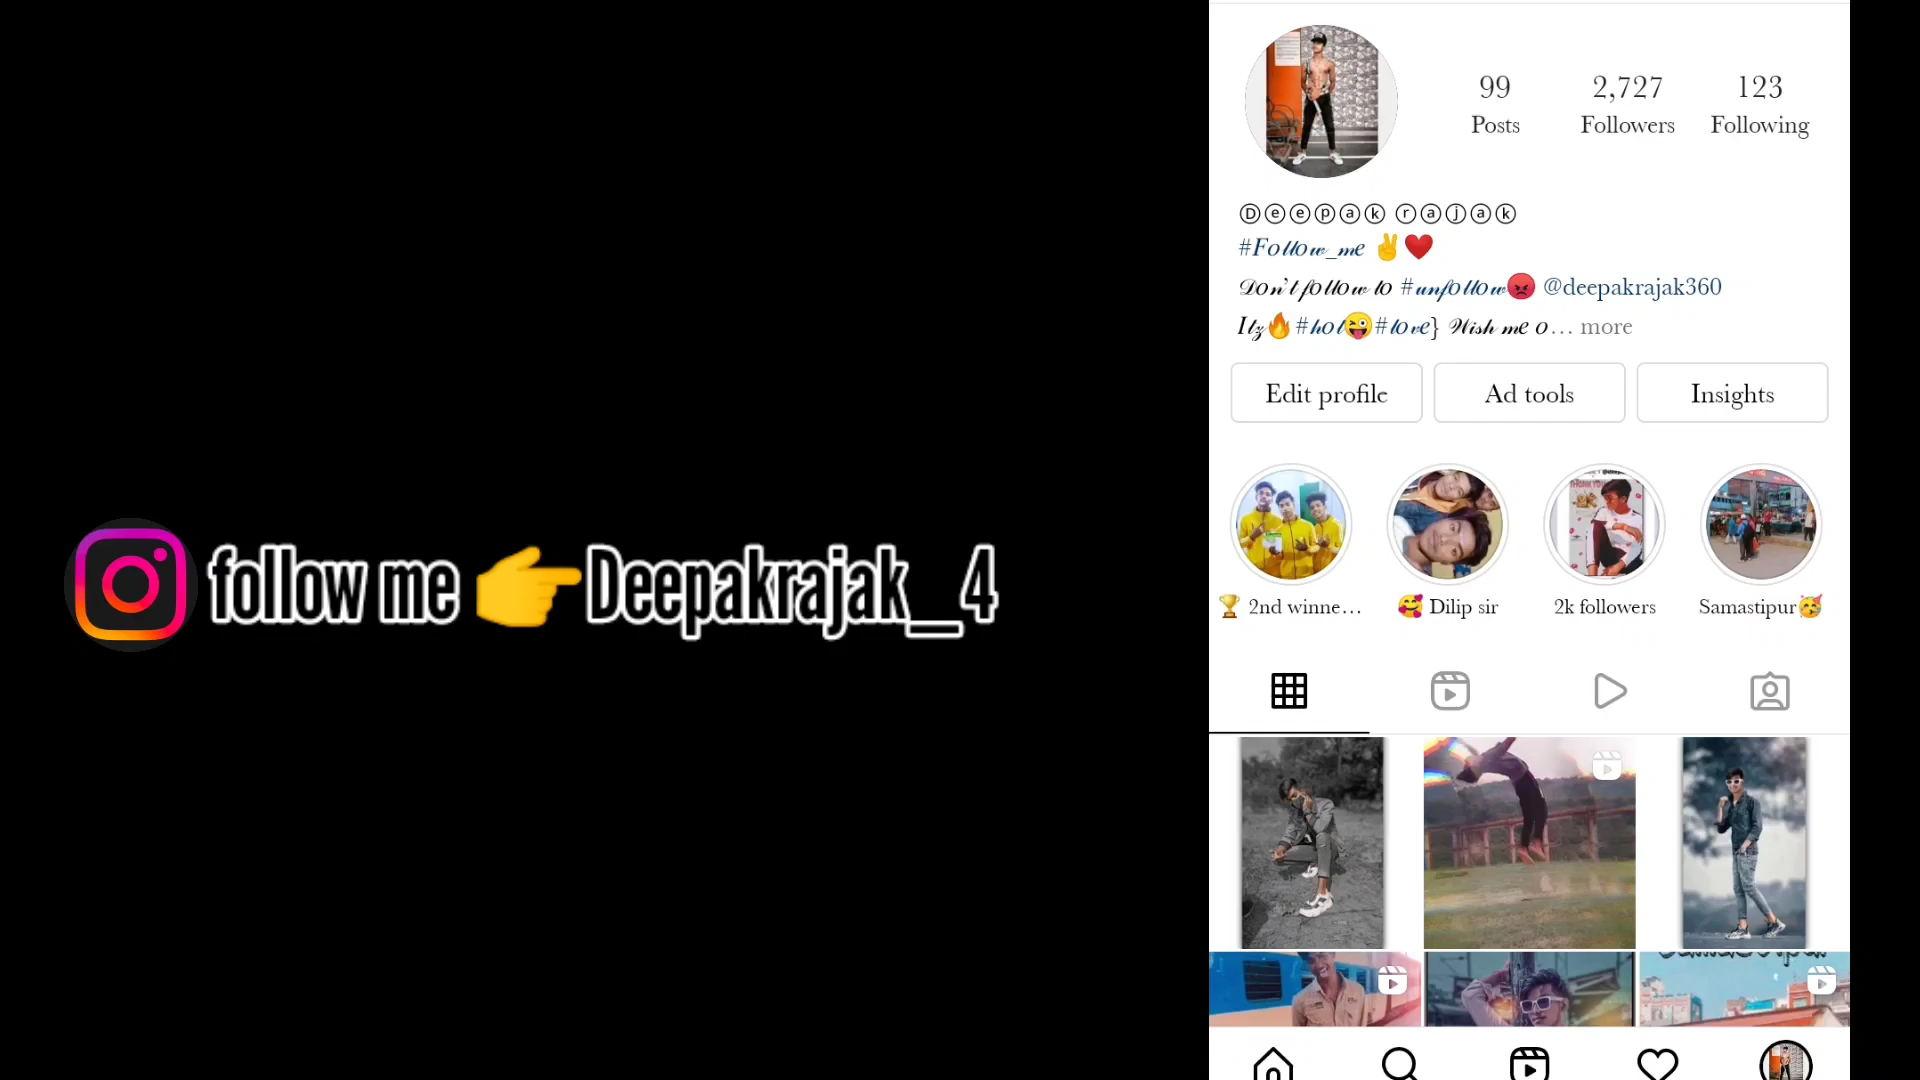 follow me 👉Deepakrajak__4
99
Posts
2,727
Followers
123
Following
Ⓓⓔⓔⓟⓐⓚ ⓡⓐⓙⓐⓚ
#𝓕𝓸𝓵𝓵𝓸𝔀_𝓶𝓮 ✌️❤️
𝒟ℴ𝓃'𝓉 𝒻ℴ𝓁𝓁ℴ𝓌 𝓉ℴ #𝓾𝓷𝓯𝓸𝓵𝓵𝓸𝔀😡 @deepakrajak360
𝐼𝓉𝓏🔥#𝓱𝓸𝓽😜#𝓵𝓸𝓿𝓮} 𝒲𝒾𝓈𝒽 𝓂ℯ ℴ… more
Edit profile
Ad tools
Insights
🏆 2nd winne…
🥰 Dilip sir
2k followers
Samastipur🥳